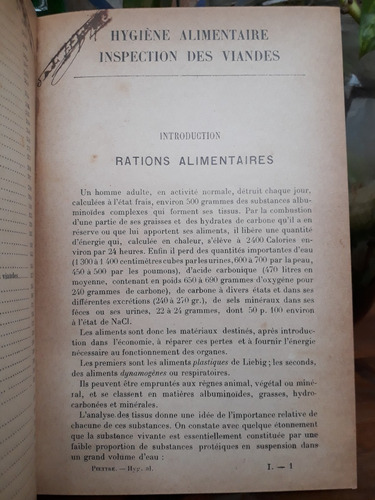 HYGIÈNE ALIMENTAIRE
INSPECTION DES VIANDES
INTRODUCTION
RATIONS ALIMENTAIRES
Un homme adulte, en activité normale, détruit chaque jour,
calculées à l'état frais, environ 500 grammes des substances albu-
minoïdes complexes qui forment ses tissus. Par la combustion
d'une partie de ses graisses et des hydrates de carbone qu'il a en
réserve ou que lui apportent ses aliments, il libère une quantité
d'énergie qui, calculée en chaleur, s'élève à 2400 Calories en-
viron par 24 heures. Enfin il perd des quantités importantes d'eau
(1 300 à 1 400 centimètres cubes par les urines, 600 à 700 par la peau,
450 à 500 par les poumons), d'acide carbonique (470 litres en
moyenne, contenant en poids 650 à 690 grammes d'oxygène pour
240 grammes de carbone), de carbone à divers états et dans ses
différentes excrétions (240 à 270 gr.), de sels minéraux dans ses
fèces ou ses urines, 22 à 24 grammes, dont 50 p. 100 environ
à l'état de NaCl.
Les aliments sont donc les matériaux destinés, après introduction
dans l'économie, à réparer ces pertes et à fournir l'énergie
nécessaire au fonctionnement des organes.
Les premiers sont les aliments plastiques de Liebig; les seconds,
des aliments dynamogènes ou respiratoires.
Ils peuvent être empruntés aux règnes animal, végétal ou miné-
ral, et se classent en matières albuminoïdes, grasses, hydro-
carbonées et minérales.
L'analyse des tissus donne une idée de l'importance relative de
chacune de ces substances. On constate avec quelque étonnement
que la substance vivante est essentiellement constituée par une
faible proportion de substances protéiques en suspension dans
un grand volume d'eau :
PIETTRE. — Hyg. al.
I. — 1
viandes